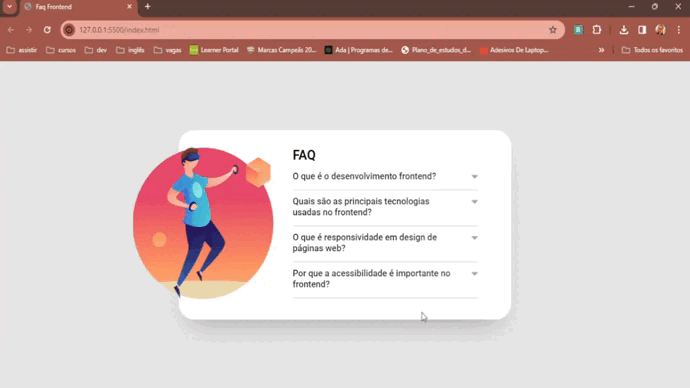 Faq Frontend
127.0.0.1:5500/index.html
assistir
cursos
dev
inglês
vagas
Learner Portal
Marcas Campeãs 20...
Ada | Programas de...
Plano_de_estudos_d...
Adesivos De Laptop...
Todos os favoritos
FAQ
O que é o desenvolvimento frontend?
Quais são as principais tecnologias
usadas no frontend?
O que é responsividade em design de
páginas web?
Por que a acessibilidade é importante no
frontend?